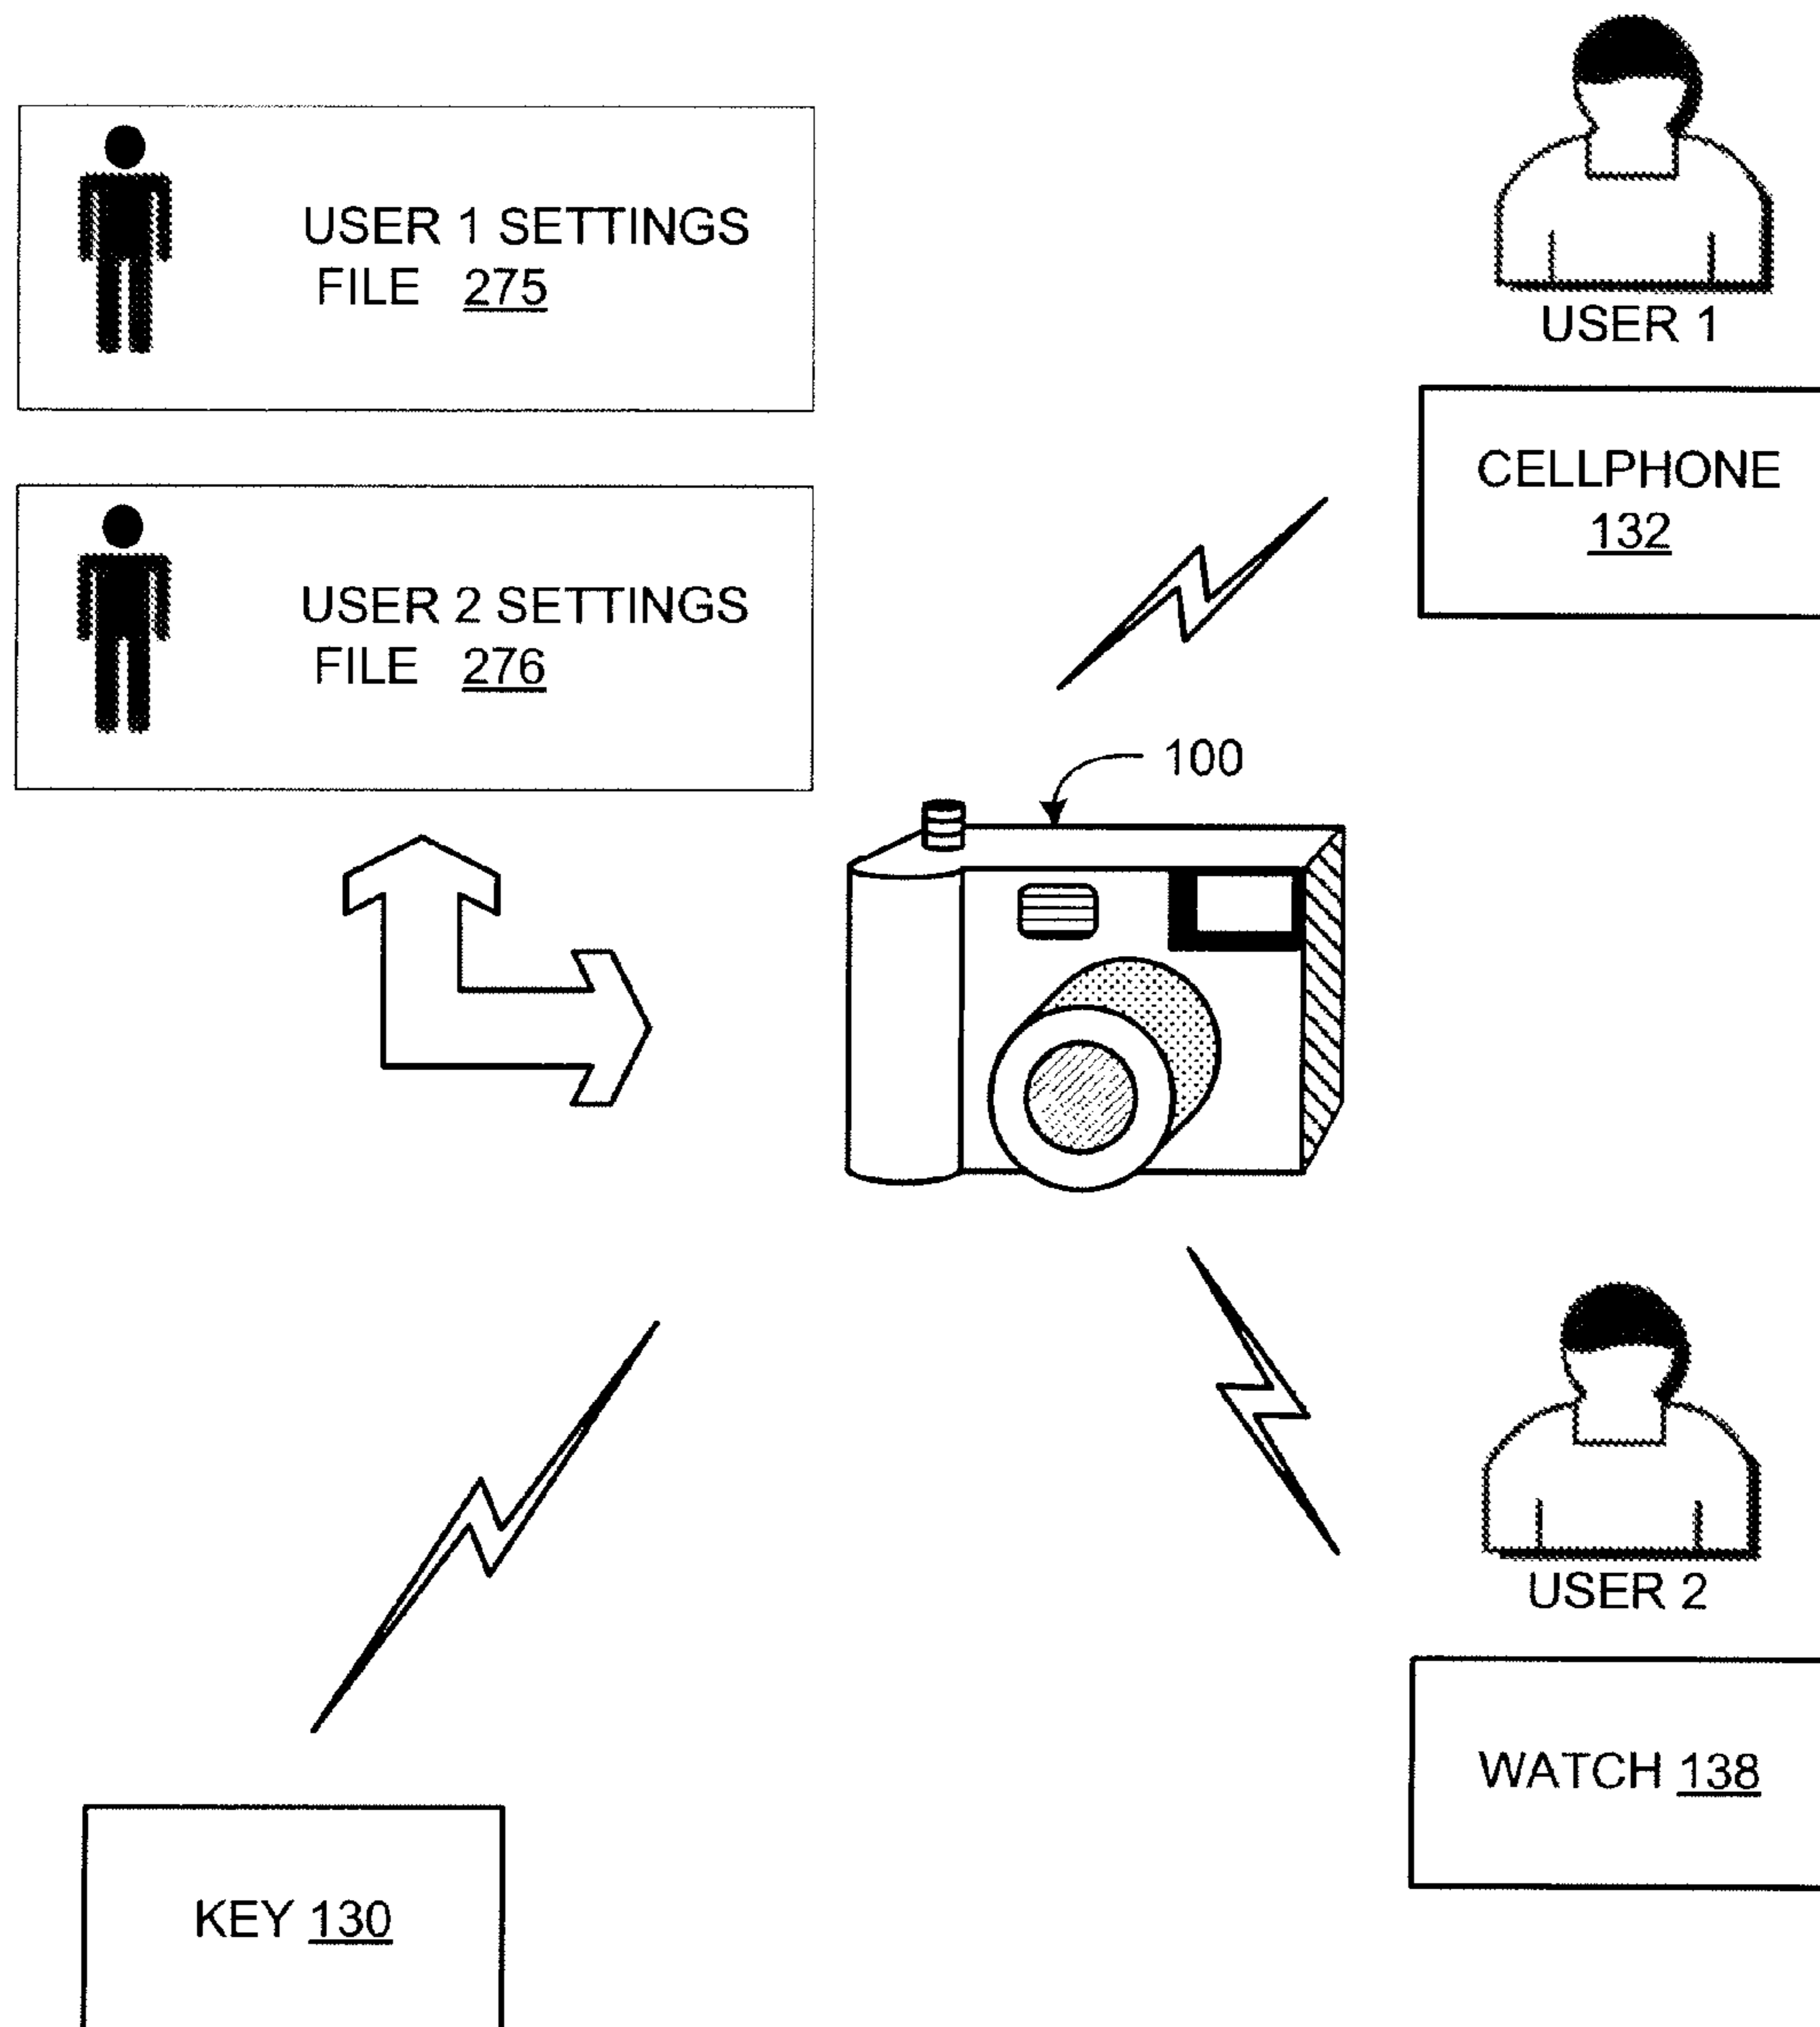 USER 1 SETTINGS
FILE 275
USER 1
CELLPHONE
132
USER 2 SETTINGS
FILE 276
100
USER 2
WATCH 138
KEY 130